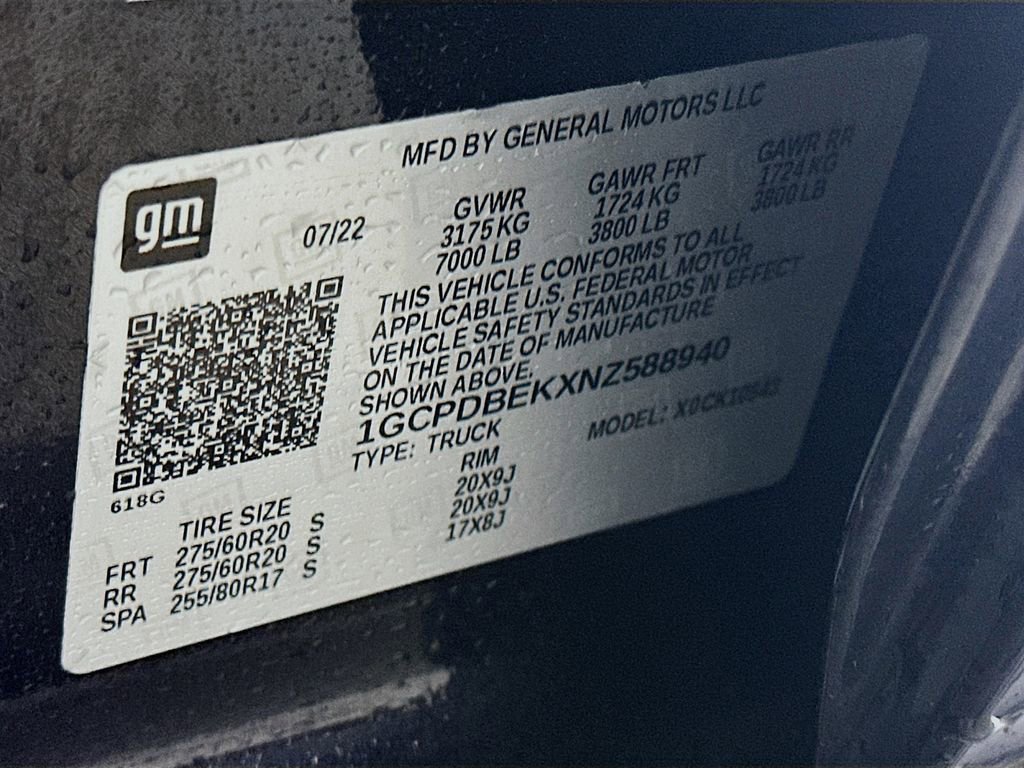 MFD BY GENERAL MOTORS LLC
gm
07/22
GVWR GAWR FRT GAWR RR
3175 KG 1724 KG 1724 KG
7000 LB 3800 LB 3800 LB
THIS VEHICLE CONFORMS TO ALL
APPLICABLE U.S. FEDERAL MOTOR
VEHICLE SAFETY STANDARDS IN EFFECT
ON THE DATE OF MANUFACTURE
SHOWN ABOVE.
1GCPDBEKXNZ588940
TYPE: TRUCK MODEL:
618G
TIRE SIZE RIM
FRT 275/60R20 S 20X9J
RR 275/60R20 S 20X9J
SPA 255/80R17 S 17X8J